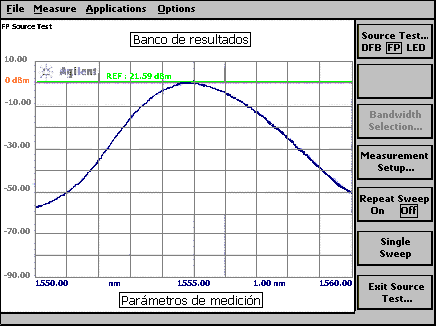 File Measure Applications Options
FP Source Test
Banco de resultados
Source Test...
DFB FP LED
10.00
Agilent
REF: 21.59 dBm
0 dBm
-10.00
-30.00
-50.00
-70.00
-90.00
Bandwidth
Selection...
Measurement
Setup...
Repeat Sweep
On Off
Single
Sweep
Exit Source
Test...
1550.00 nm 1555.00 1.00 nm 1560.00
Parámetros de medición